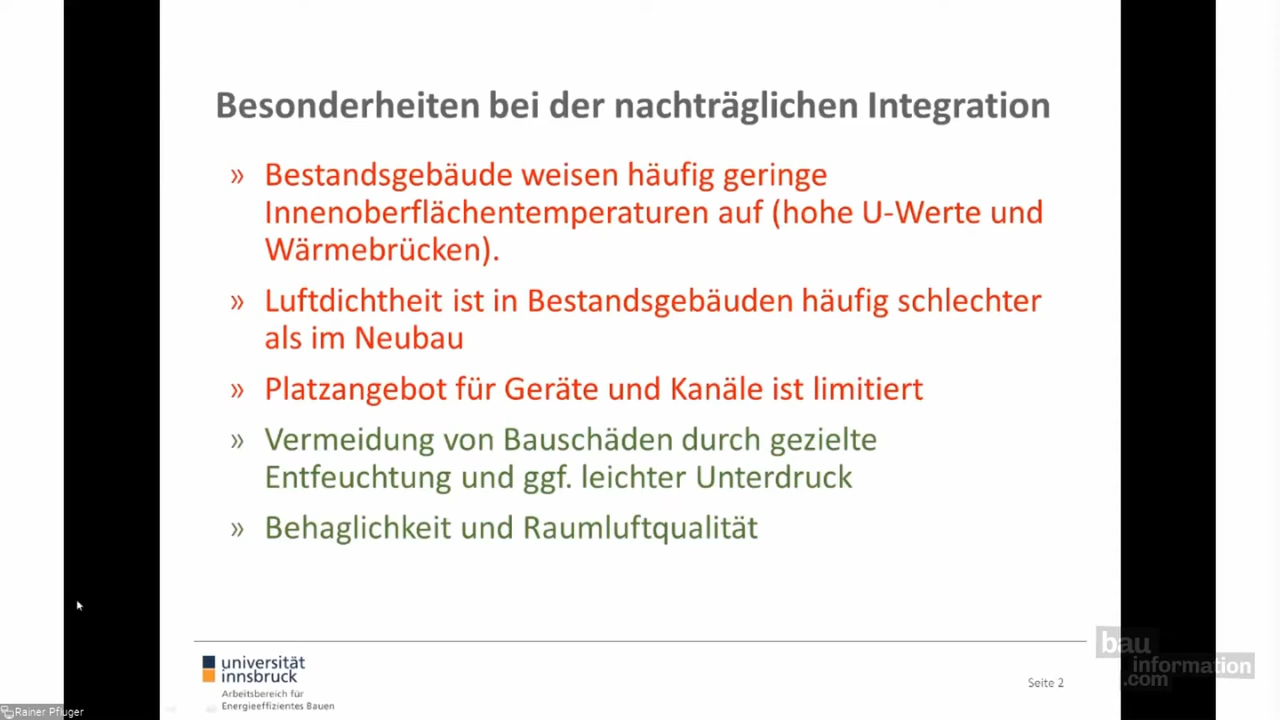 Besonderheiten bei der nachträglichen Integration
» Bestandsgebäude weisen häufig geringe
Innenoberflächentemperaturen auf (hohe U-Werte und
Wärmebrücken).
» Luftdichtheit ist in Bestandsgebäuden häufig schlechter
als im Neubau
» Platzangebot für Geräte und Kanäle ist limitiert
» Vermeidung von Bauschäden durch gezielte
Entfeuchtung und ggf. leichter Unterdruck
» Behaglichkeit und Raumluftqualität
universität
innsbruck
Arbeitsbereich für
Energieeffizientes Bauen
Seite 2
bau
information
.com
Rainer Pfluger